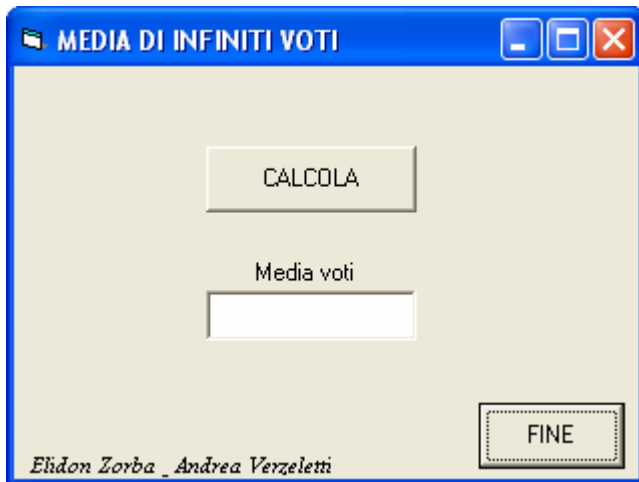 MEDIA DI INFINITI VOTI
CALCOLA
Media voti
FINE
Elidon Zorba _ Andrea Verzeletti